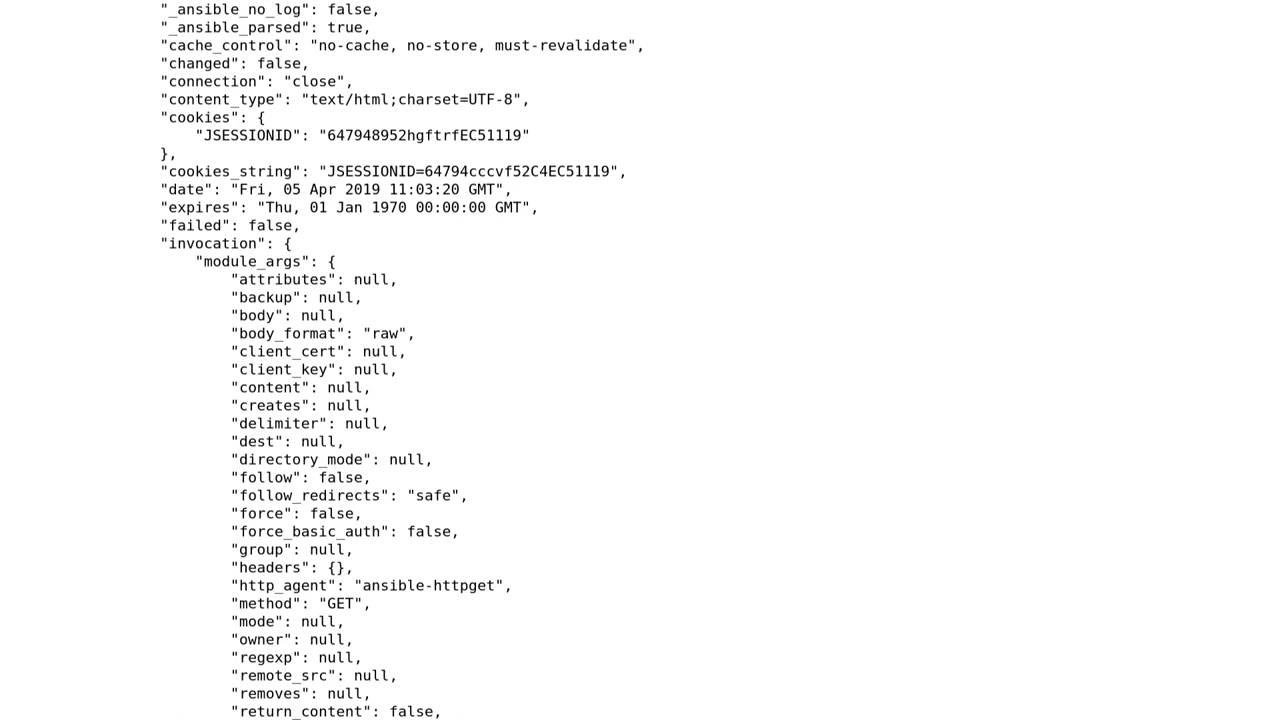 "_ansible_no_log": false,
"_ansible_parsed": true,
"cache_control": "no-cache, no-store, must-revalidate",
"changed": false,
"connection": "close",
"content_type": "text/html;charset=UTF-8",
"cookies": {
"JSESSIONID": "647948952hgftrfEC51119"
},
"cookies_string": "JSESSIONID=64794cccvf52C4EC51119",
"date": "Fri, 05 Apr 2019 11:03:20 GMT",
"expires": "Thu, 01 Jan 1970 00:00:00 GMT",
"failed": false,
"invocation": {
"module_args": {
"attributes": null,
"backup": null,
"body": null,
"body_format": "raw",
"client_cert": null,
"client_key": null,
"content": null,
"creates": null,
"delimiter": null,
"dest": null,
"directory_mode": null,
"follow": false,
"follow_redirects": "safe",
"force": false,
"force_basic_auth": false,
"group": null,
"headers": {},
"http_agent": "ansible-httpget",
"method": "GET",
"mode": null,
"owner": null,
"regexp": null,
"remote_src": null,
"removes": null,
"return_content": false,